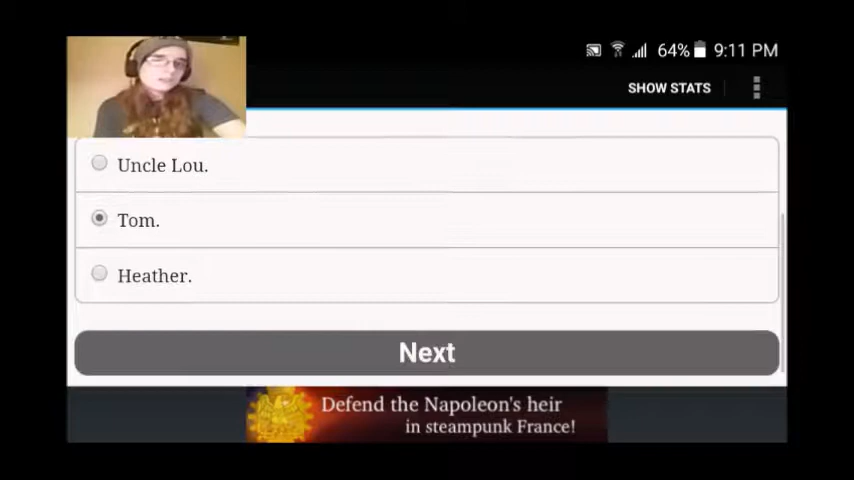 64% 9:11 PM
SHOW STATS
Uncle Lou.
Tom.
Heather.
Next
Defend the Napoleon's heir
in steampunk France!